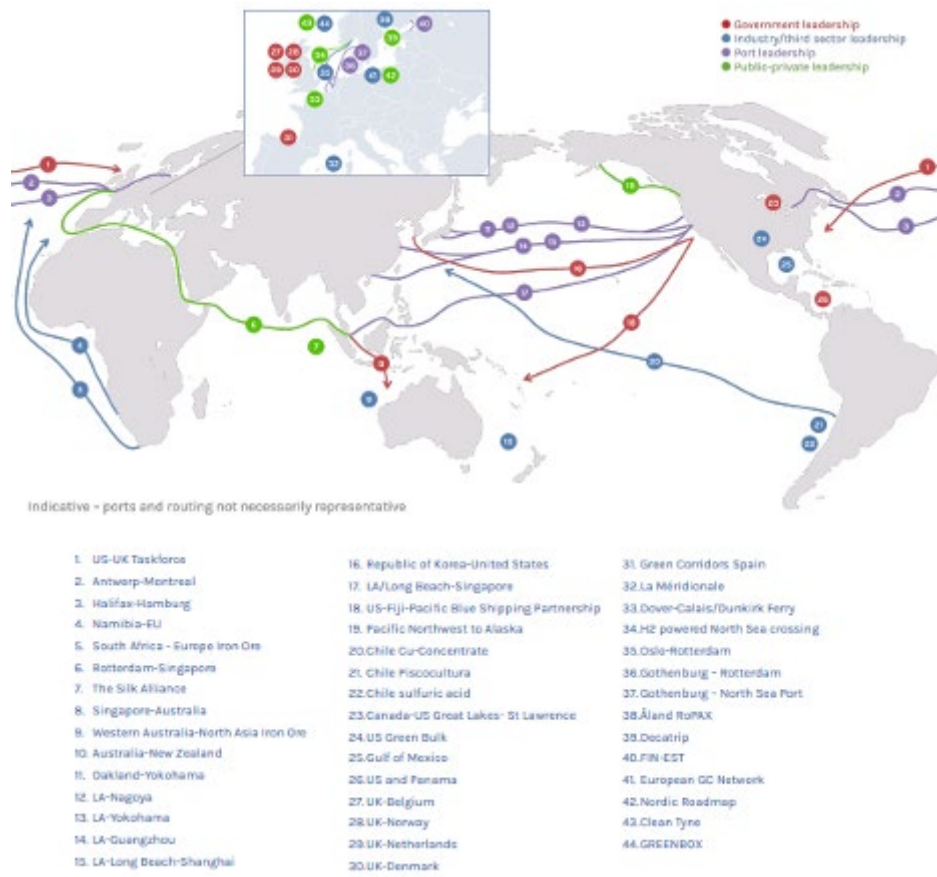 Government leadership
Industry/third sector leadership
Port leadership
Public-private leadership
Indicative – ports and routing not necessarily representative
1. US-UK Taskforce
2. Antwerp-Montreal
3. Halifax-Hamburg
4. Namibia-EU
5. South Africa - Europe Iron Ore
6. Rotterdam-Singapore
7. The Silk Alliance
8. Singapore-Australia
9. Western Australia-North Asia Iron Ore
10. Australia-New Zealand
11. Oakland-Yokohama
12. LA-Nagoya
13. LA-Yokohama
14. LA-Guangzhou
15. LA-Long Beach-Shanghai
16. Republic of Korea-United States
17. LA/Long Beach-Singapore
18. US-Fiji-Pacific Blue Shipping Partnership
19. Pacific Northwest to Alaska
20.Chile Cu-Concentrate
21. Chile Piscocultura
22.Chile sulfuric acid
23.Canada-US Great Lakes- St Lawrence
24.US Green Bulk
25.Gulf of Mexico
26.US and Panama
27.UK-Belgium
28.UK-Norway
29.UK-Netherlands
30.UK-Denmark
31. Green Corridors Spain
32.La Méridionale
33.Dover-Calais/Dunkirk Ferry
34.H2 powered North Sea crossing
35.Oslo-Rotterdam
36.Gothenburg - Rotterdam
37.Gothenburg - North Sea Port
38.Åland RoPAX
39.Decatrip
40.FIN-EST
41. European GC Network
42.Nordic Roadmap
43.Clean Tyne
44.GREENBOX